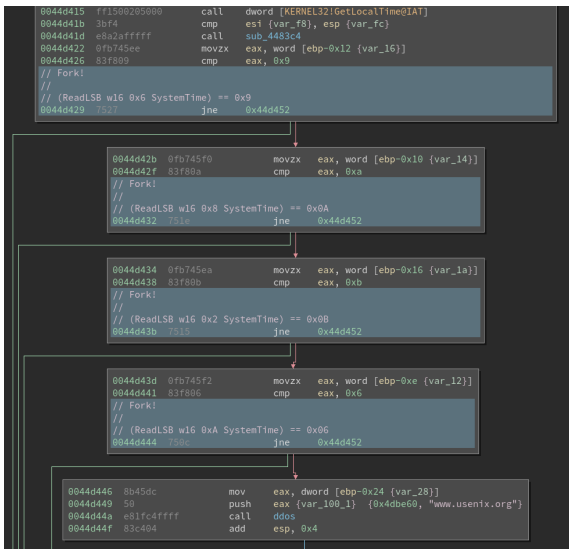 0044d415 ff1500205000 call dword [KERNEL32!GetLocalTime@IAT]
0044d41b 3bf4 cmp esi {var_f8}, esp {var_fc}
0044d41d e8a2afffff call sub_4483c4
0044d422 0fb745ee movzx eax, word [ebp-0x12 {var_16}]
0044d426 83f809 cmp eax, 0x9
// Fork!
//
// (ReadLSB w16 0x6 SystemTime) == 0x9
0044d429 7527 jne 0x44d452
0044d42b 0fb745f0 movzx eax, word [ebp-0x10 {var_14}]
0044d42f 83f80a cmp eax, 0xa
// Fork!
//
// (ReadLSB w16 0x8 SystemTime) == 0x0A
0044d432 751e jne 0x44d452
0044d434 0fb745ea movzx eax, word [ebp-0x16 {var_1a}]
0044d438 83f80b cmp eax, 0xb
// Fork!
//
// (ReadLSB w16 0x2 SystemTime) == 0x0B
0044d43b 7515 jne 0x44d452
0044d43d 0fb745f2 movzx eax, word [ebp-0xe {var_12}]
0044d441 83f806 cmp eax, 0x6
// Fork!
//
// (ReadLSB w16 0xA SystemTime) == 0x06
0044d444 750c jne 0x44d452
0044d446 8b45dc mov eax, dword [ebp-0x24 {var_28}]
0044d449 50 push eax {var_100_1} {0x4dbe60, "www.usenix.org"}
0044d44a e81fc4ffff call ddos
0044d44f 83c404 add esp, 0x4